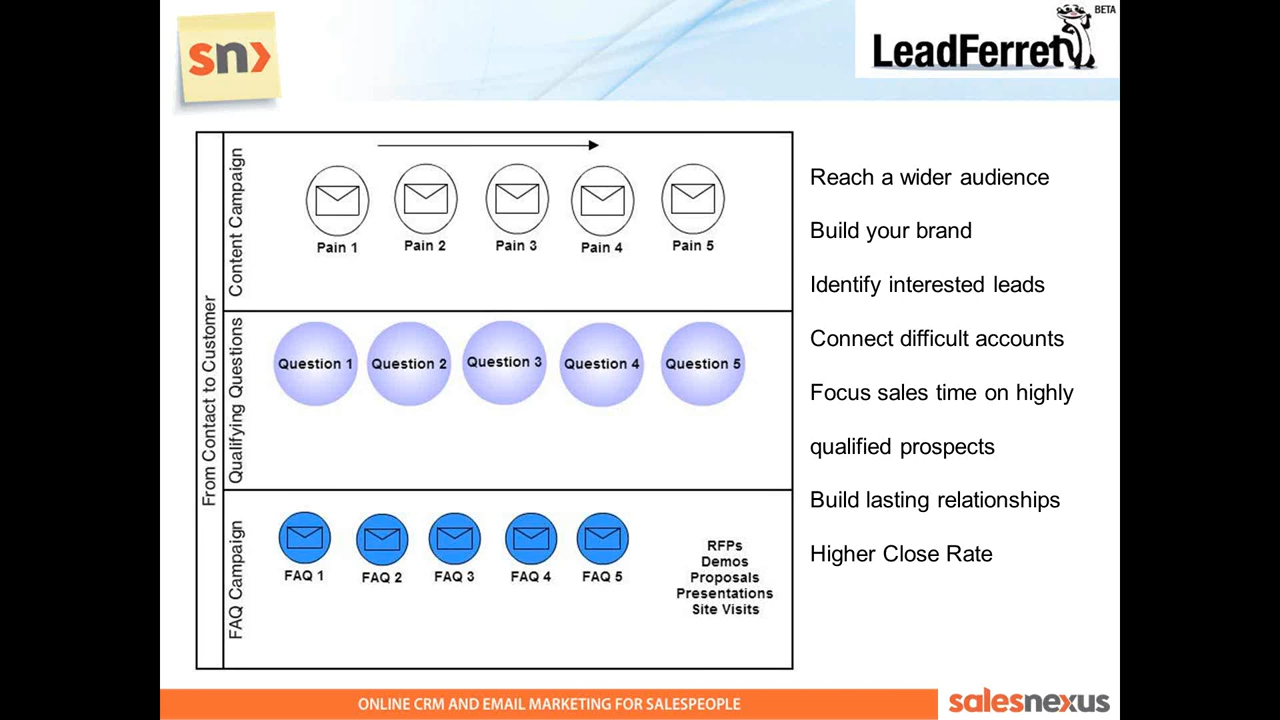 sn>
LeadFerret
BETA
From Contact to Customer
Content Campaign
Pain 1 Pain 2 Pain 3 Pain 4 Pain 5
Qualifying Questions
Question 1 Question 2 Question 3 Question 4 Question 5
FAQ Campaign
FAQ 1 FAQ 2 FAQ 3 FAQ 4 FAQ 5
RFPs
Demos
Proposals
Presentations
Site Visits
Reach a wider audience
Build your brand
Identify interested leads
Connect difficult accounts
Focus sales time on highly
qualified prospects
Build lasting relationships
Higher Close Rate
ONLINE CRM AND EMAIL MARKETING FOR SALESPEOPLE
salesnexus